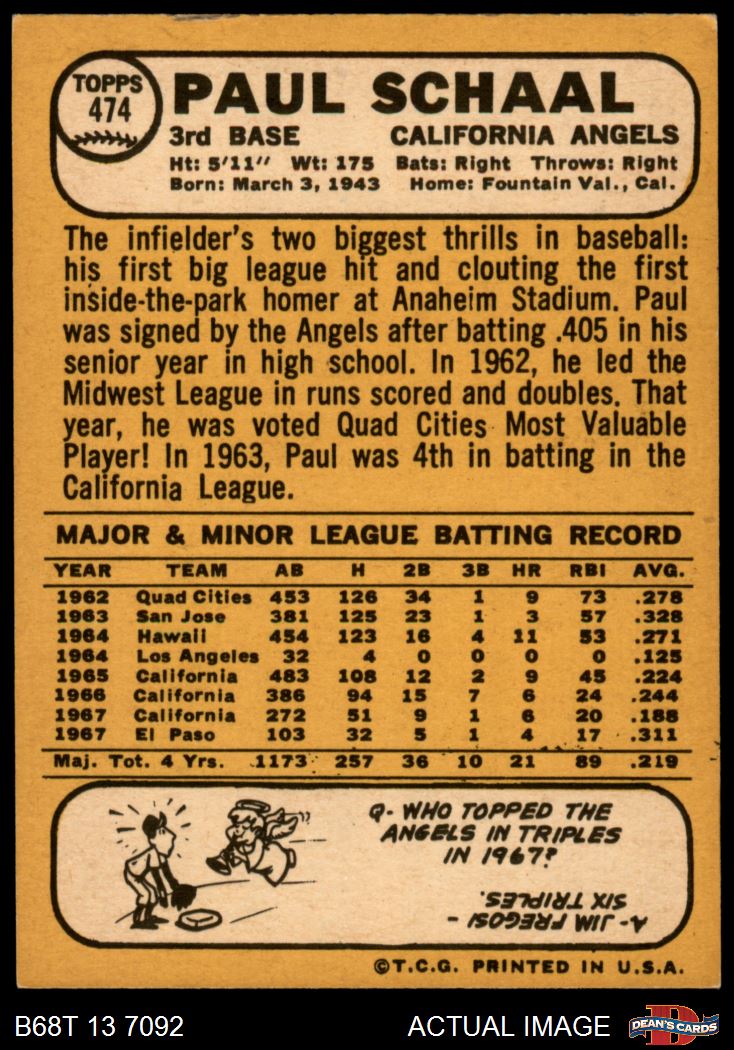 TOPPS
474
PAUL SCHAAL
3rd BASE CALIFORNIA ANGELS
Ht: 5'11" Wt: 175 Bats: Right Throws: Right
Born: March 3, 1943 Home: Fountain Val., Cal.
The infielder's two biggest thrills in baseball:
his first big league hit and clouting the first
inside-the-park homer at Anaheim Stadium. Paul
was signed by the Angels after batting .405 in his
senior year in high school. In 1962, he led the
Midwest League in runs scored and doubles. That
year, he was voted Quad Cities Most Valuable
Player! In 1963, Paul was 4th in batting in the
California League.
MAJOR & MINOR LEAGUE BATTING RECORD
YEAR TEAM AB H 2B 3B HR RBI AVG.
1962 Quad Cities 453 126 34 1 9 73 .278
1963 San Jose 381 125 23 1 3 57 .328
1964 Hawaii 454 123 16 4 11 53 .271
1964 Los Angeles 32 4 0 0 0 0 .125
1965 California 483 108 12 2 9 45 .224
1966 California 386 94 15 7 6 24 .244
1967 California 272 51 9 1 6 20 .188
1967 El Paso 103 32 5 1 4 17 .311
Maj. Tot. 4 Yrs. 1173 257 36 10 21 89 .219
Q- WHO TOPPED THE
ANGELS IN TRIPLES
IN 1967?
A- JIM FREGOSI -
SIX TRIPLES.
©T.C.G. PRINTED IN U.S.A.
B68T 13 7092 ACTUAL IMAGE
D
DEAN'S CARDS